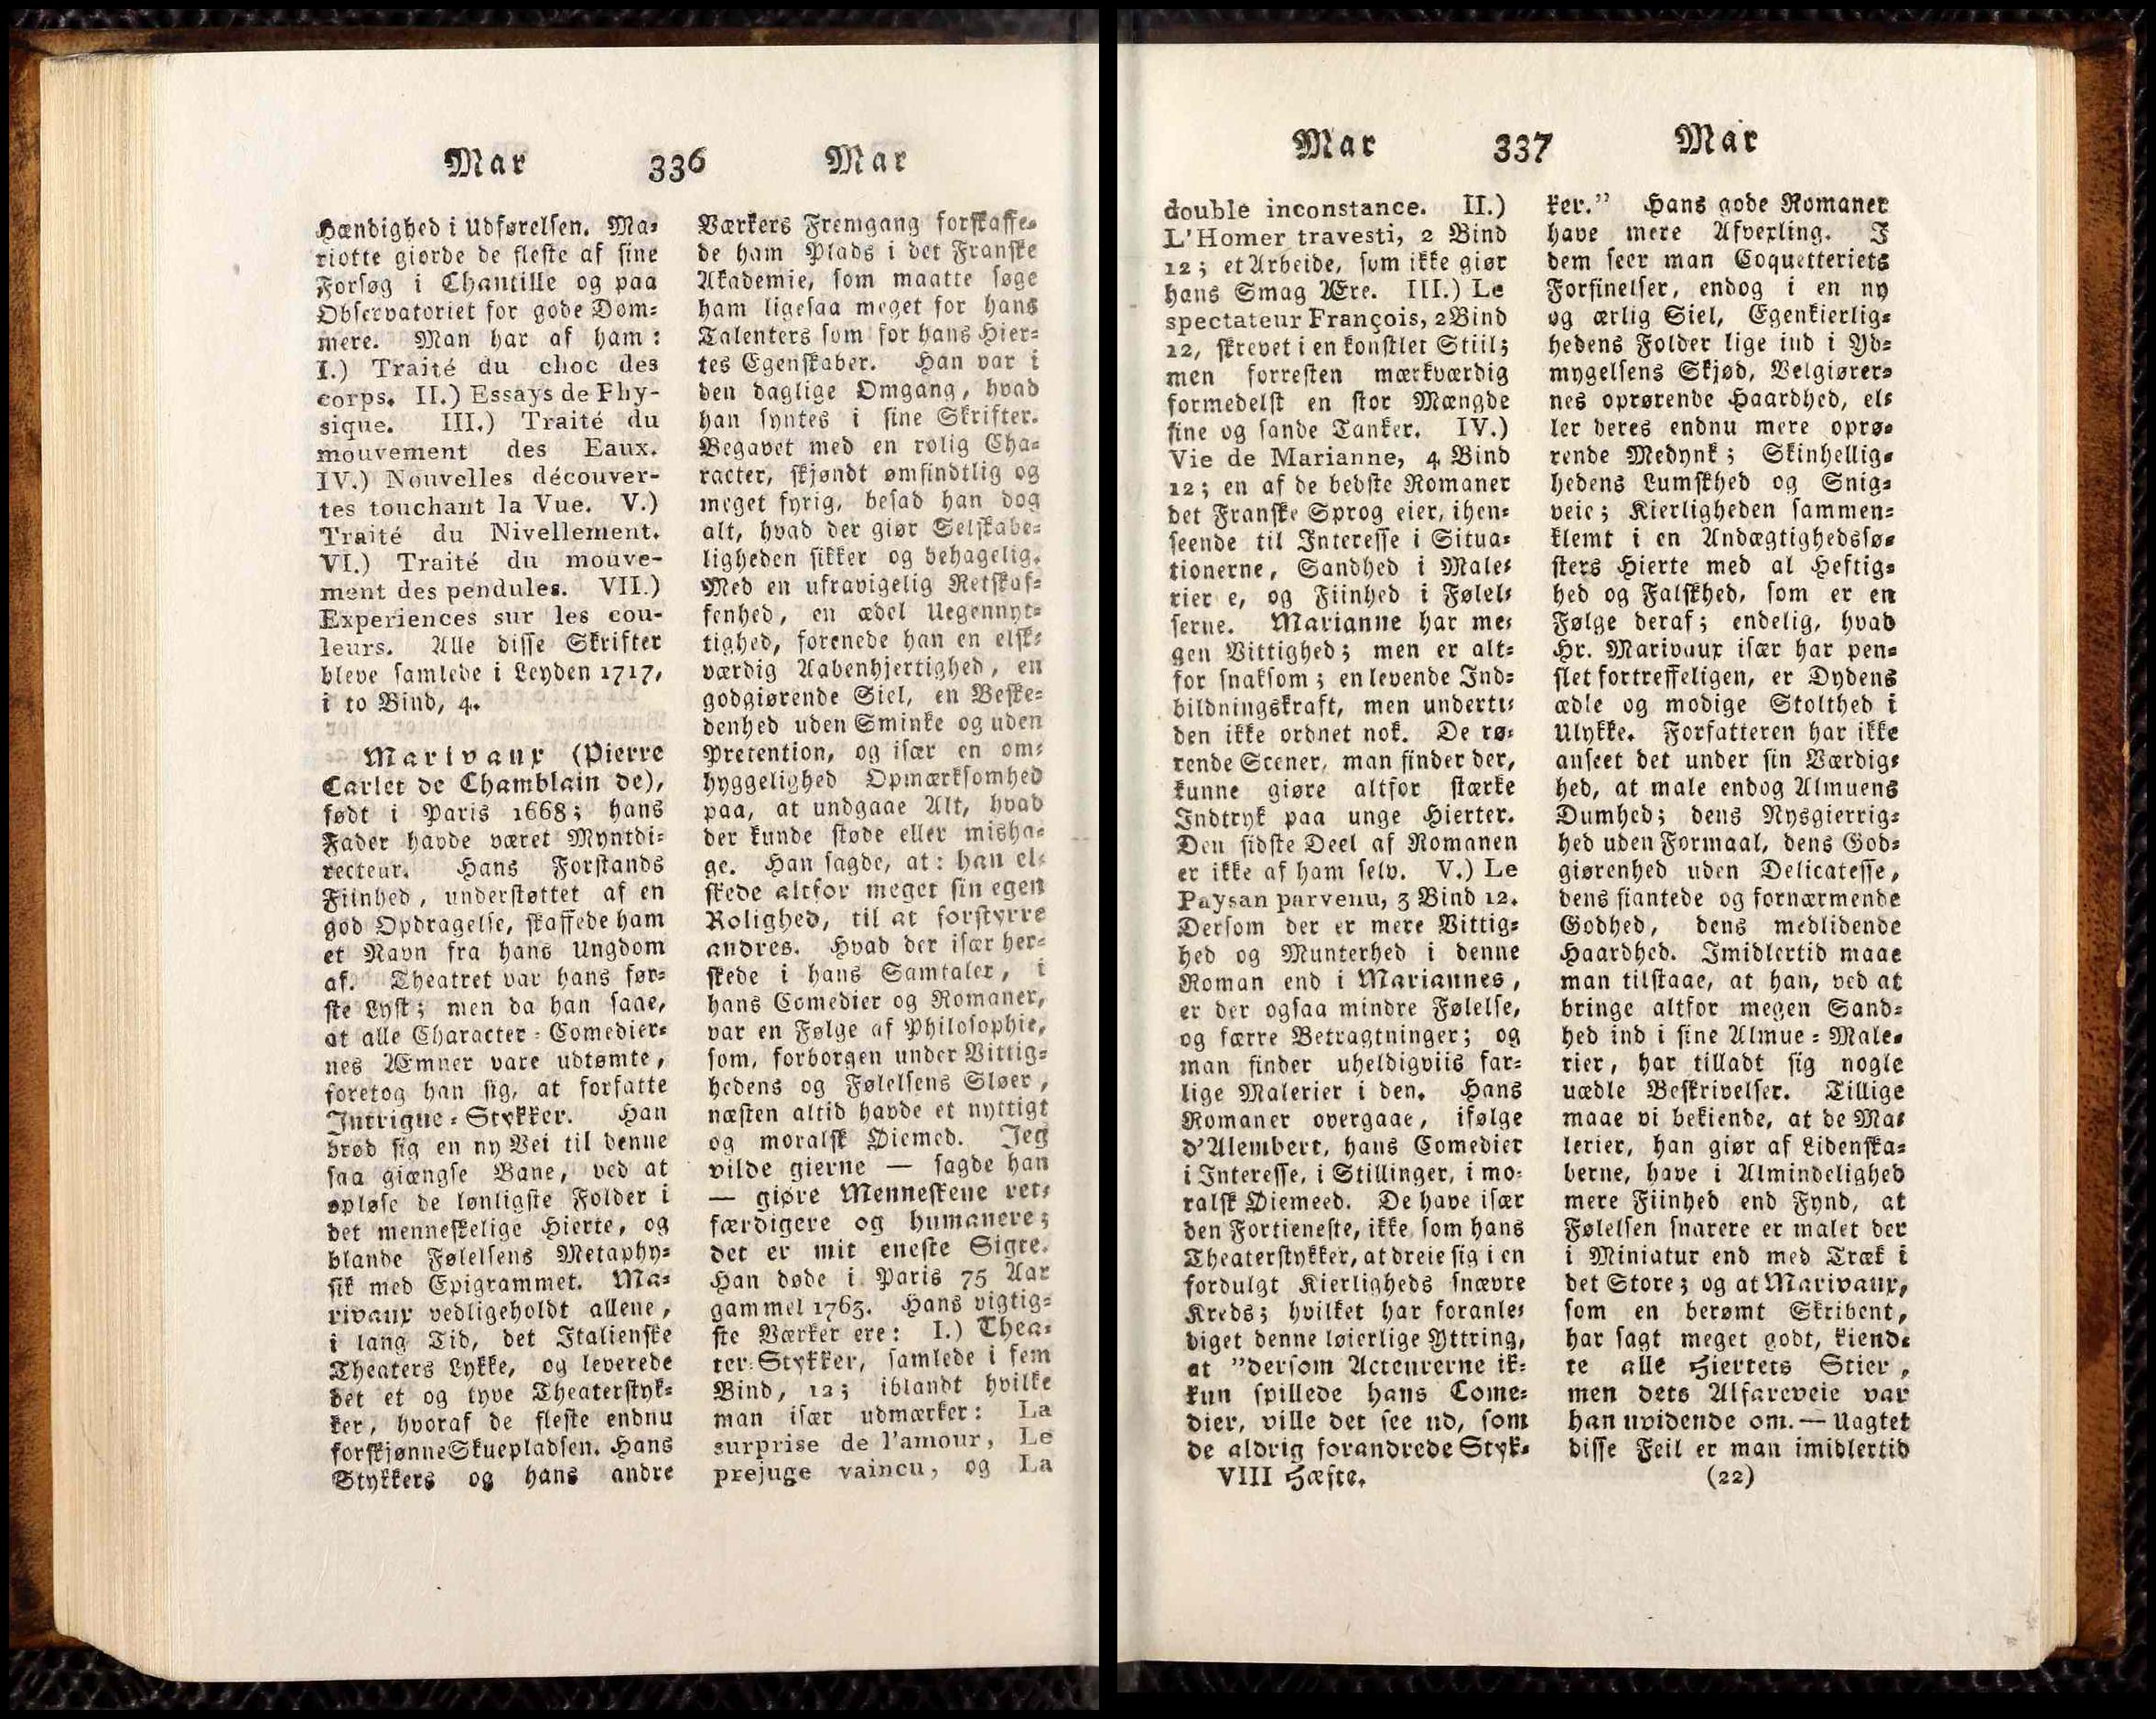 Mar 336 Mar
Hændighed i Udførelsen. Ma-
riotte giorde de fleste af sine
Forsøg i Chantille og paa
Observatoriet for gode Dom-
mere. Man har af ham:
I.) Traité du choc des
corps. II.) Essays de Phy-
sique. III.) Traité du
mouvement des Eaux.
IV.) Nouvelles découver-
tes touchant la Vue. V.)
Traité du Nivellement.
VI.) Traité du mouve-
ment des pendules. VII.)
Experiences sur les cou-
leurs. Alle disse Skrifter
bleve samlede i Leyden 1717,
i to Bind, 4.
Marivaux (Pierre
Carlet de Chamblain de),
født i Paris 1668; hans
Fader havde været Myntdi-
recteur. Hans Forstands
Fiinhed, understøttet af en
god Opdragelse, skaffede ham
et Navn fra hans Ungdom
af. Theatret var hans før-
ste Lyst; men da han saae,
at alle Character-Comedier-
nes Æmner vare udtømte,
foretog han sig, at forfatte
Intrigue-Stykker. Han
brød sig en ny Vei til denne
saa giængse Bane, ved at
opløse de lønligste Folder i
det menneskelige Hierte, og
blande Følelsens Metaphy-
sik med Epigrammet. Ma-
rivaux vedligeholdt allene,
i lang Tid, det Italienske
Theaters Lykke, og leverede
det et og tyve Theaterstyk-
ker, hvoraf de fleste endnu
forskjønne Skuepladsen. Hans
Stykkers og hans andre
Værkers Fremgang forskaffe-
de ham Plads i det Franske
Akademie, som maatte søge
ham ligesaa meget for hans
Talenters som for hans Hier-
tes Egenskaber. Han var i
den daglige Omgang, hvad
han syntes i sine Skrifter.
Begavet med en rolig Cha-
racter, skjøndt ømfindtlig og
meget fyrig, besad han dog
alt, hvad der giør Selskabe-
ligheden sikker og behagelig.
Med en ufravigelig Retskaf-
fenhed, en ædel Uegennyt-
tighed, forenede han en elsk-
værdig Aabenhjertighed, en
godgiørende Siel, en Beske-
denhed uden Sminke og uden
Pretention, og især en om-
hyggelighed Opmærksomhed
paa, at undgaae Alt, hvad
der kunde støde eller misha-
ge. Han sagde, at: han el-
skede altfor meget sin egen
Rolighed, til at forstyrre
andres. Hvad der især her-
skede i hans Samtaler, i
hans Comedier og Romaner,
var en Følge af Philosophie,
som, forborgen under Vittig-
hedens og Følelsens Sløer,
næsten altid havde et nyttigt
og moralsk Øiemed. Jeg
vilde gierne — sagde han
— giøre Menneskene ret-
færdigere og humanere;
det er mit eneste Sigte.
Han døde i Paris 75 Aar
gammel 1763. Hans vigtig-
ste Værker ere: I.) Thea-
ter-Stykker, samlede i fem
Bind, 12; iblandt hvilke
man især udmærker: La
surprise de l'amour, Le
prejuge vaincu, og La
Mar 337 Mar
double inconstance. II.)
L'Homer travesti, 2 Bind
12; et Arbeide, som ikke giør
hans Smag Ære. III.) Le
spectateur François, 2 Bind
12, skrevet i en konstlet Stiil;
men forresten mærkværdig
formedelst en stor Mængde
fine og sande Tanker. IV.)
Vie de Marianne, 4 Bind
12; en af de bedste Romaner
det Franske Sprog eier, ihen-
seende til Interesse i Situa-
tionerne, Sandhed i Male-
rier e, og Fiinhed i Følel-
serne. Marianne har me-
gen Vittighed; men er alt-
for snaksom; en levende Ind-
bildningskraft, men underti-
den ikke ordnet nok. De rø-
rende Scener, man finder der,
kunne giøre altfor stærke
Indtryk paa unge Hierter.
Den sidste Deel af Romanen
er ikke af ham selv. V.) Le
Paysan parvenu, 3 Bind 12.
Dersom der er mere Vittig-
hed og Munterhed i denne
Roman end i Mariannes,
er der ogsaa mindre Følelse,
og færre Betragtninger; og
man finder uheldigviis far-
lige Malerier i den. Hans
Romaner overgaae, ifølge
d'Alembert, hans Comedier
i Interesse, i Stillinger, i mo-
ralsk Øiemeed. De have især
den Fortieneste, ikke, som hans
Theaterstykker, at dreie sig i en
fordulgt Kierligheds snævre
Kreds; hvilket har foranle-
diget denne løierlige Yttring,
at "dersom Acteurerne ik-
kun spillede hans Come-
dier, ville det see ud, som
de aldrig forandrede Styk-
VIII Hæfte.
ker." Hans gode Romaner
have mere Afvexling. I
dem seer man Coquetteriets
Forfinelser, endog i en ny
og ærlig Siel, Egenkierlig-
hedens Folder lige ind i Yd-
mygelsens Skjød, Velgiører-
nes oprørende Haardhed, el-
ler deres endnu mere oprø-
rende Medynk; Skinhellig-
hedens Lumskhed og Snig-
veie; Kierligheden sammen-
klemt i en Andægtighedssø-
sters Hierte med al Heftig-
hed og Falskhed, som er en
Følge deraf; endelig, hvad
Hr. Marivaux især har pen-
slet fortreffeligen, er Dydens
ædle og modige Stolthed i
Ulykke. Forfatteren har ikke
anseet det under sin Værdig-
hed, at male endog Almuens
Dumhed; dens Nysgierrig-
hed uden Formaal, dens God-
giørenhed uden Delicatesse,
dens fiantede og fornærmende
Godhed, dens medlidende
Haardhed. Imidlertid maae
man tilstaae, at han, ved at
bringe altfor megen Sand-
hed ind i sine Almue-Male-
rier, har tilladt sig nogle
uædle Beskrivelser. Tillige
maae vi bekiende, at de Ma-
lerier, han giør af Lidenska-
berne, have i Almindelighed
mere Fiinhed end Fynd, at
Følelsen snarere er malet der
i Miniatur end med Træk i
det Store; og at Marivaux,
som en berømt Skribent,
har sagt meget godt, kiend-
te alle Hiertets Stier,
men dets Alfareveie var
han uvidende om. — Uagtet
disse Feil er man imidlertid
(22)